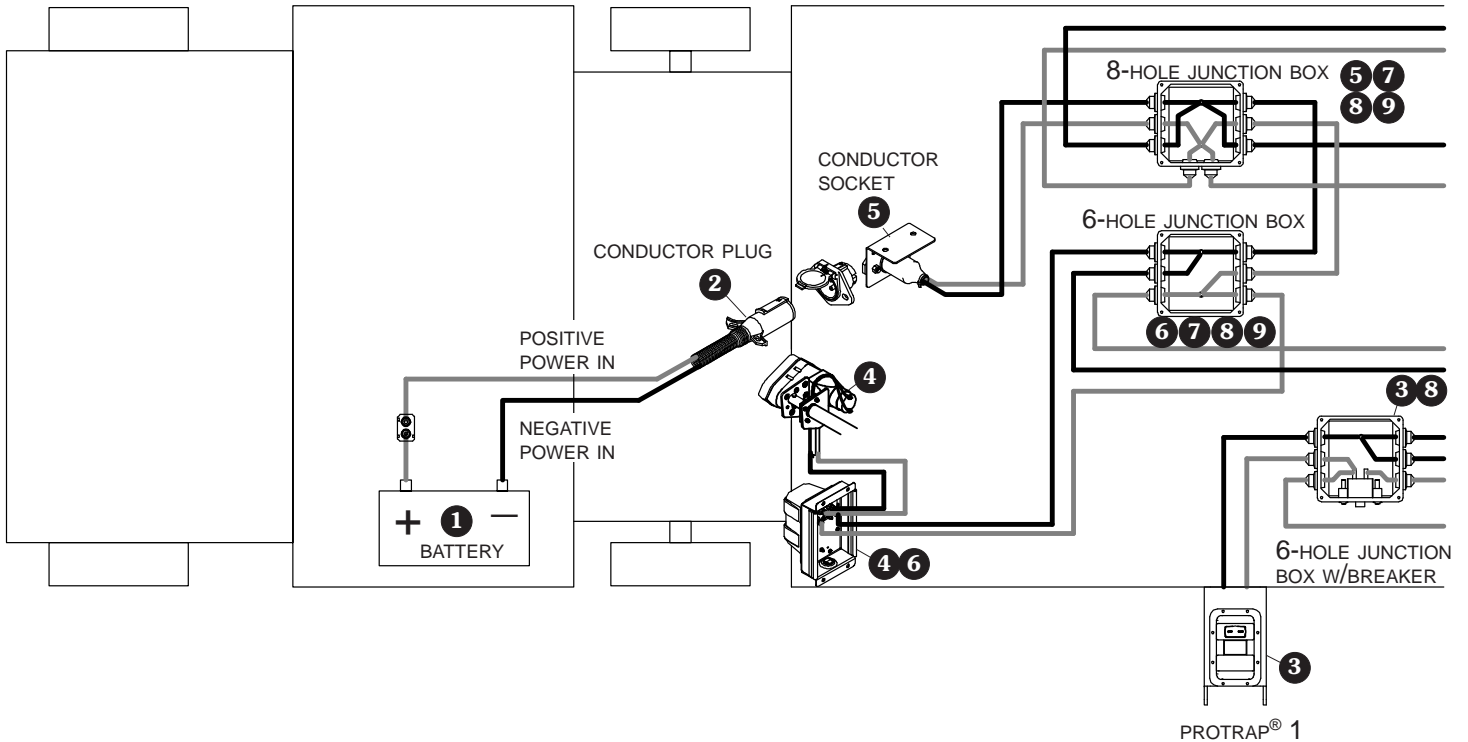 8-HOLE JUNCTION BOX 5 7
8 9
CONDUCTOR
SOCKET
5
6-HOLE JUNCTION BOX
CONDUCTOR PLUG
2
6 7 8 9
POSITIVE
POWER IN
4
3 8
NEGATIVE
POWER IN
+ 1 –
BATTERY
4 6
6-HOLE JUNCTION
BOX W/BREAKER
3
PROTRAP® 1